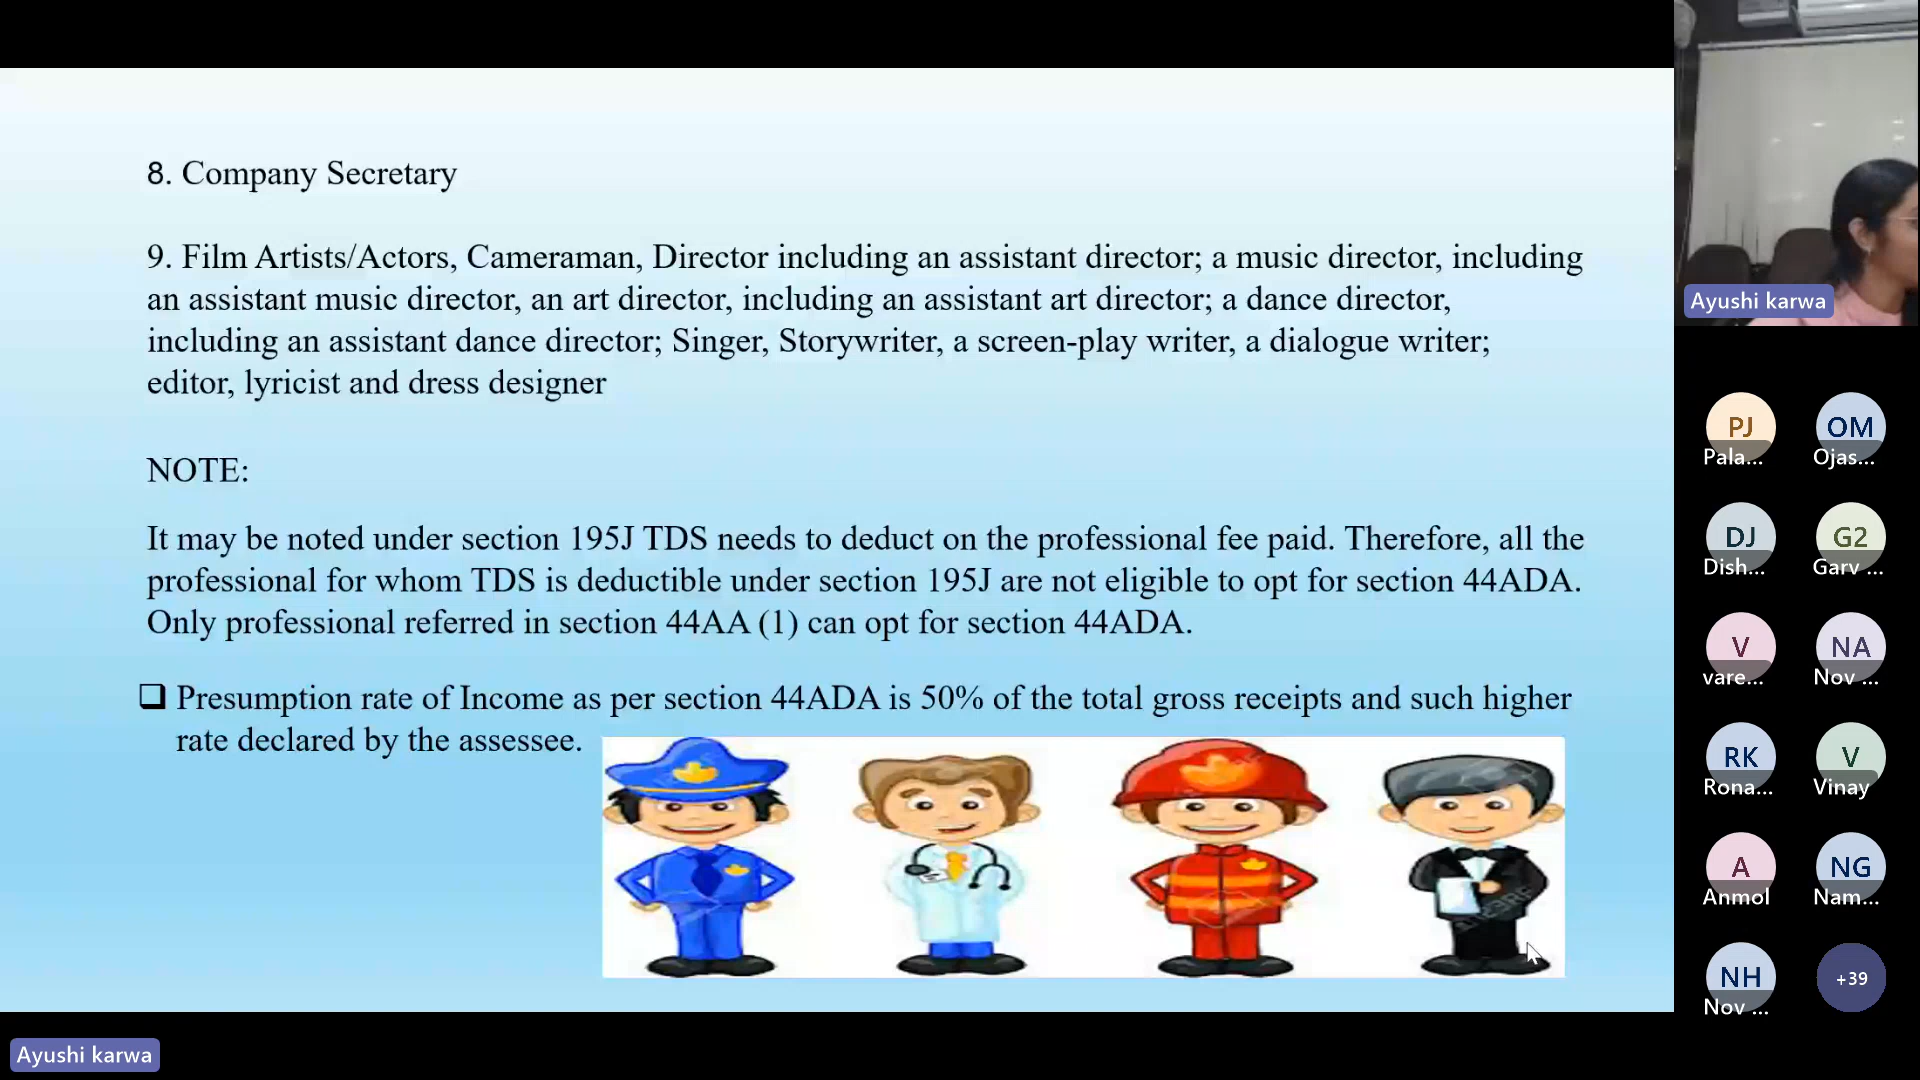 8. Company Secretary
9. Film Artists/Actors, Cameraman, Director including an assistant director; a music director, including
an assistant music director, an art director, including an assistant art director; a dance director,
including an assistant dance director; Singer, Storywriter, a screen-play writer, a dialogue writer;
editor, lyricist and dress designer
NOTE:
It may be noted under section 195J TDS needs to deduct on the professional fee paid. Therefore, all the
professional for whom TDS is deductible under section 195J are not eligible to opt for section 44ADA.
Only professional referred in section 44AA (1) can opt for section 44ADA.
❑ Presumption rate of Income as per section 44ADA is 50% of the total gross receipts and such higher
rate declared by the assessee.
Ayushi karwa
Ayushi karwa
PJ
Pala...
OM
Ojas...
DJ
Dish...
G2
Garv ...
V
vare...
NA
Nov ...
RK
Rona...
V
Vinay
A
Anmol
NG
Nam...
NH
Nov ...
+39